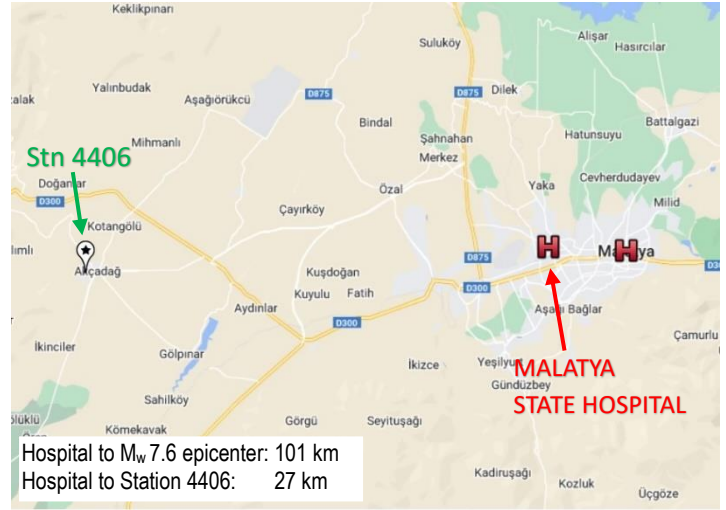 Keklikpınarı
Alişar
Suluköy
Hasırcılar
Yalınbudak
D875
D875
Dilek
Aşağıörükcü
Bindal
Battalgazi
Şahnahan
Merkez
Hatunsuyu
Mihmanlı
Stn 4406
Cevherdudayev
Yaka
Doğanlar
Özal
D300
Milid
Çayırköy
Kotangölü
H
H
Malatya
D875
Akçadağ
Kuşdoğan
D300
Kuyulu
Fatih
Aydınlar
Aşağı Bağlar
D300
Çamurlu
İkinciler
Gölpınar
İkizce
Yeşilyurt
MALATYA
STATE HOSPITAL
Gündüzbey
Sahilköy
Görgü
Seyituşağı
Kömekavak
Hospital to Mw 7.6 epicenter: 101 km
Hospital to Station 4406: 27 km
Kadiruşağı
Kozluk
Üçgöze